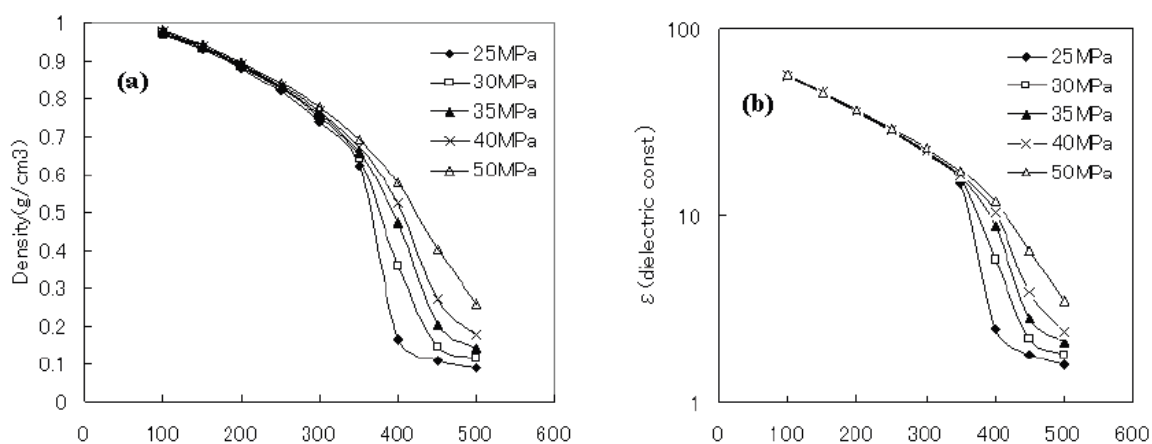 1
0.9
0.8
0.7
0.6
0.5
0.4
0.3
0.2
0.1
0
Density(g/cm3)
(a)
25MPa
30MPa
35MPa
40MPa
50MPa
0 100 200 300 400 500 600
100
10
1
ε (dielectric const.)
(b)
25MPa
30MPa
35MPa
40MPa
50MPa
0 100 200 300 400 500 600